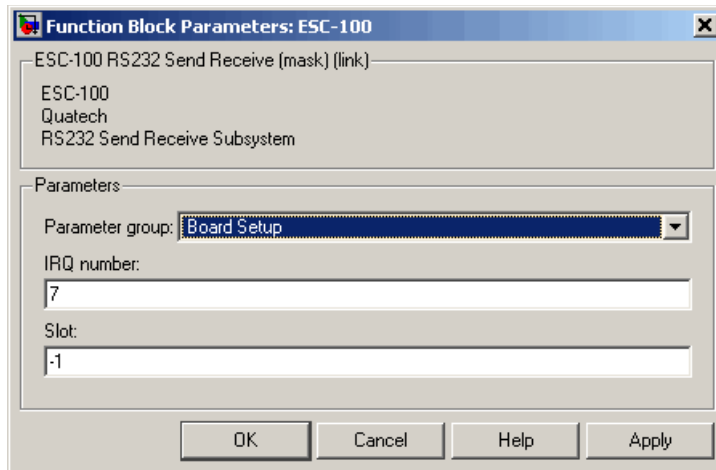 Function Block Parameters: ESC-100
ESC-100 RS232 Send Receive (mask) (link)
ESC-100
Quatech
RS232 Send Receive Subsystem
Parameters
Parameter group: Board Setup
IRQ number:
7
Slot:
-1
OK Cancel Help Apply